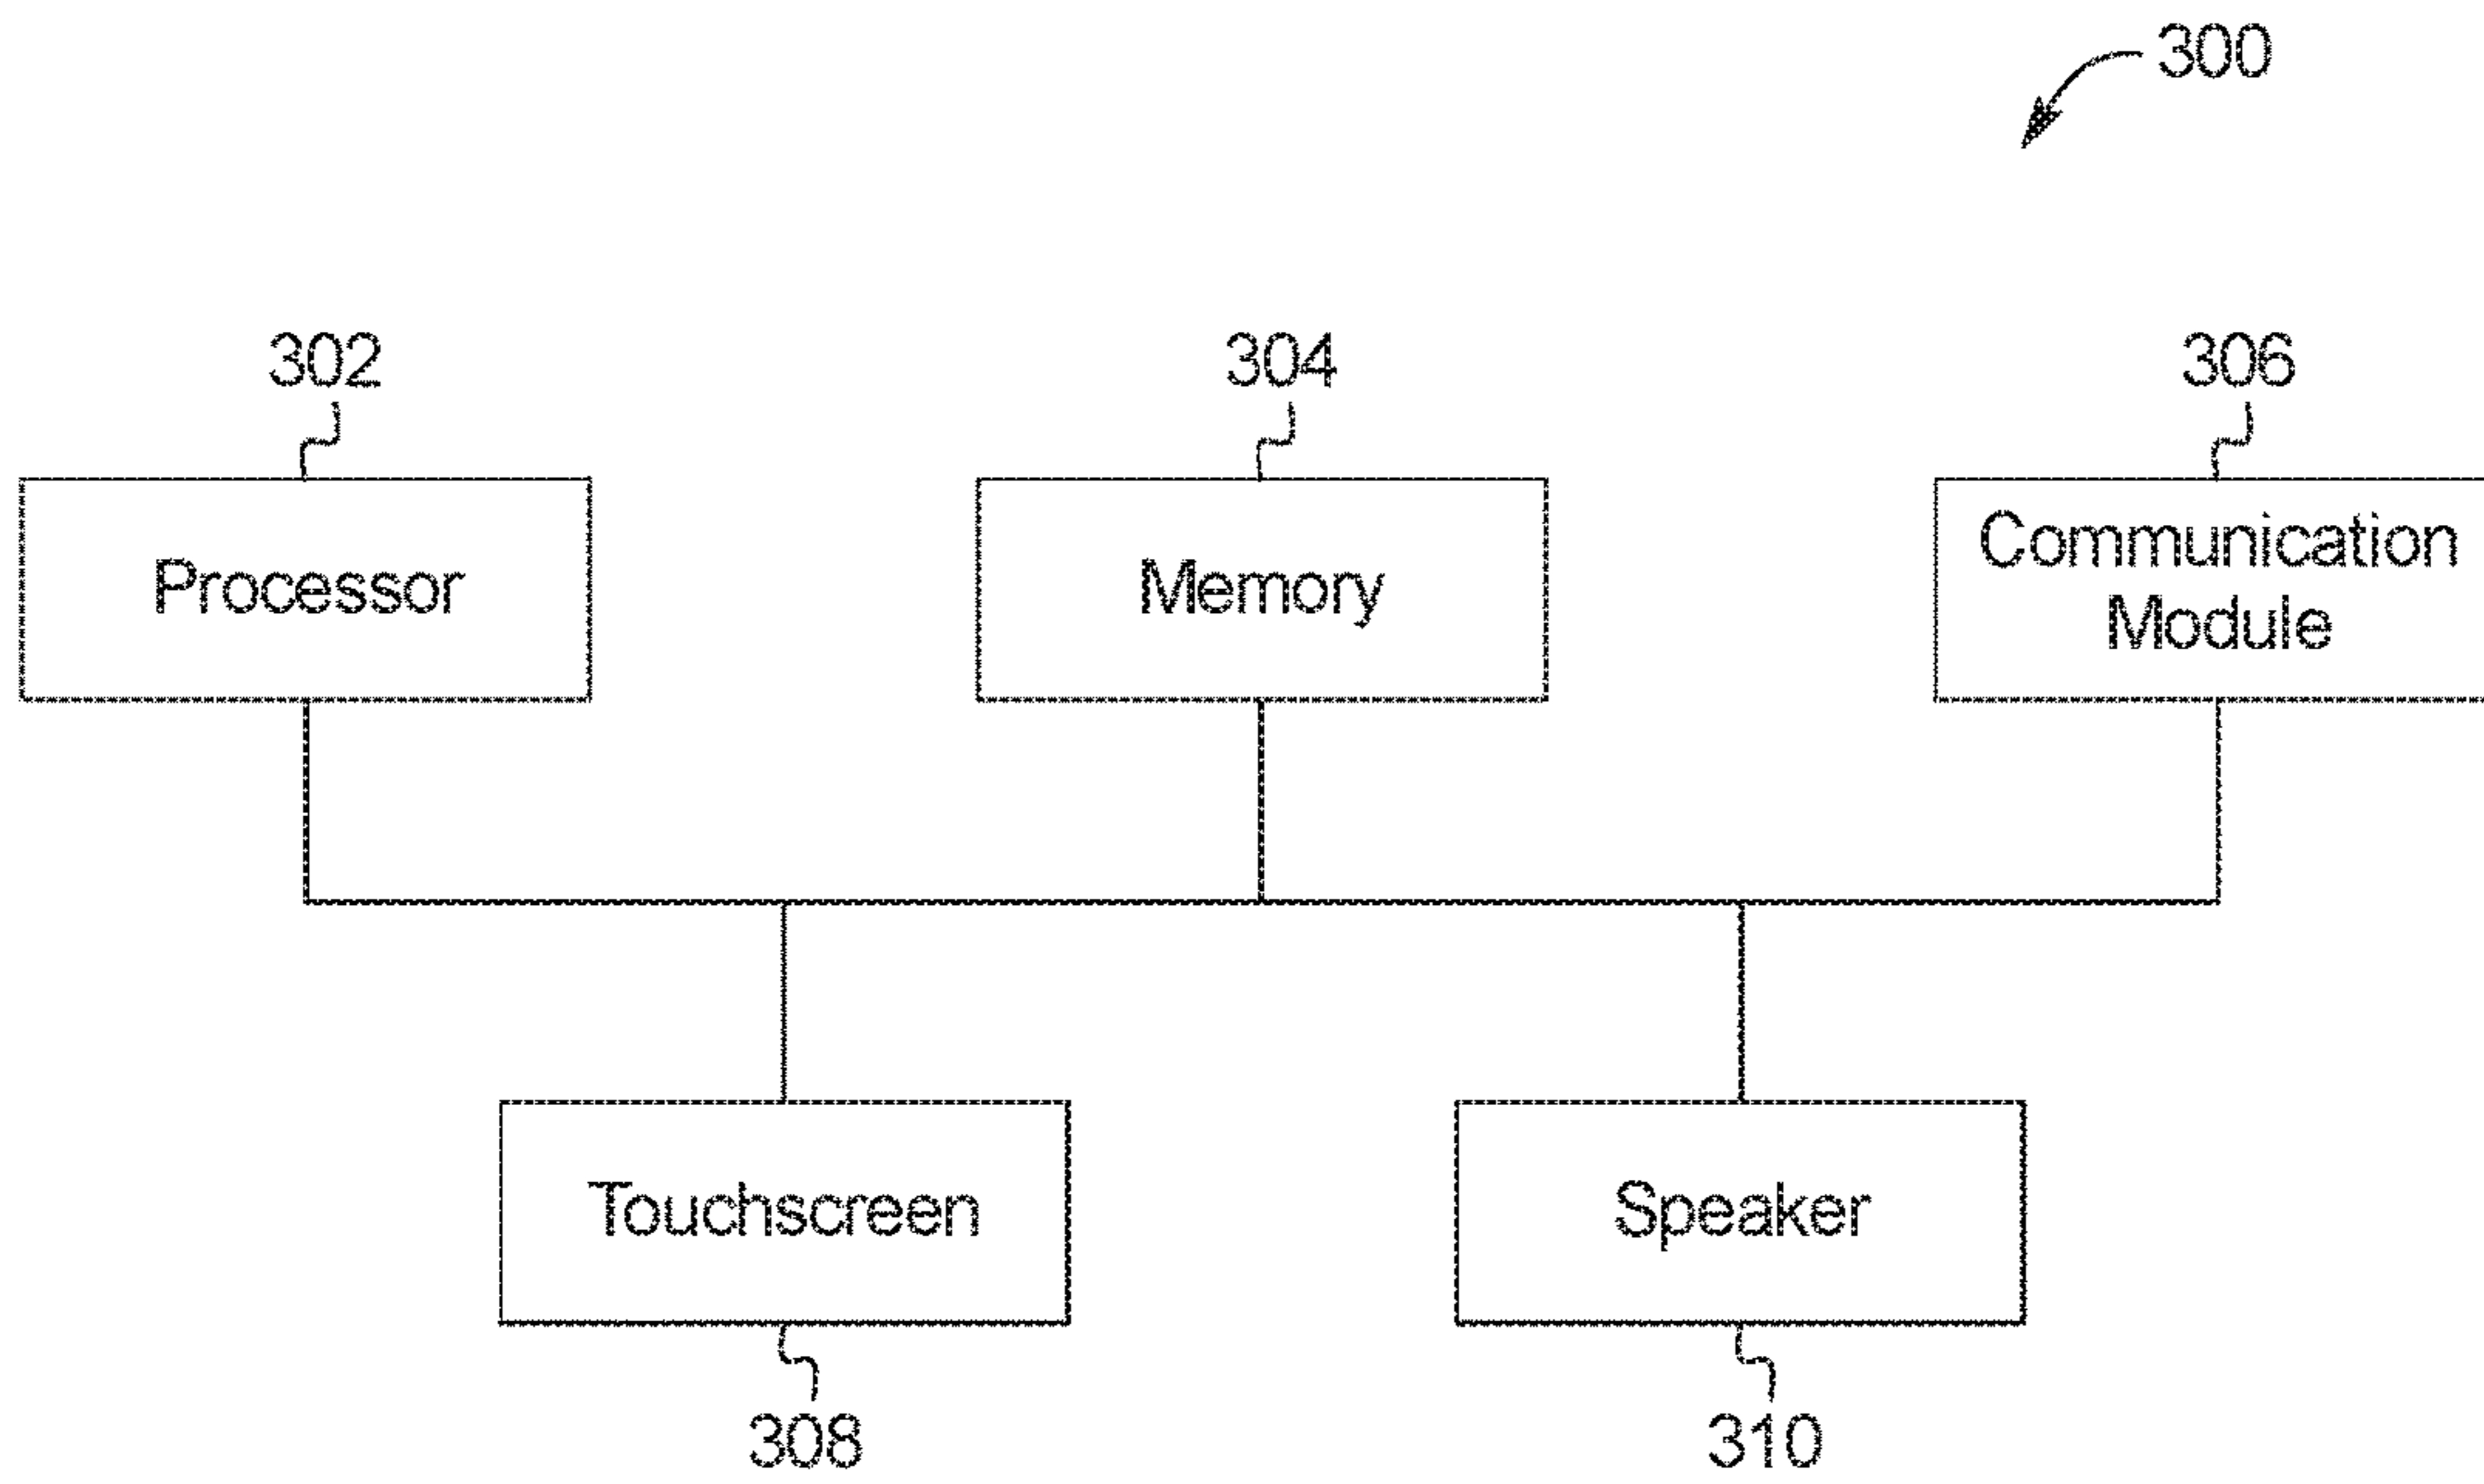 300
302
304
306
Processor
Memory
Communication
Module
Touchscreen
Speaker
308
310